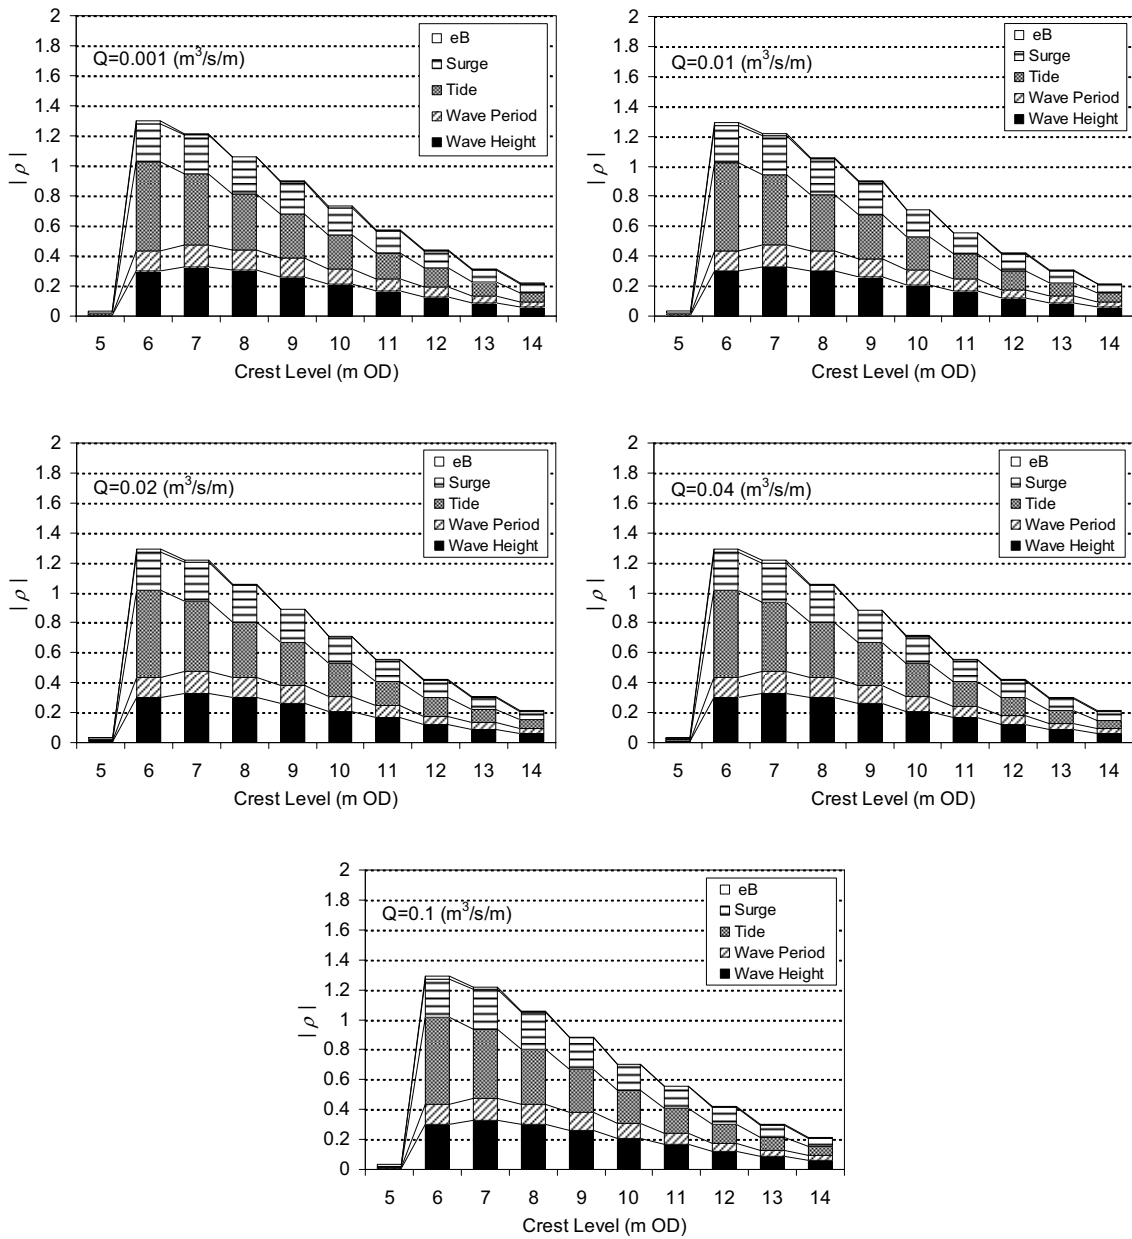 2
1.8
1.6
1.4
1.2
1
0.8
0.6
0.4
0.2
0
| ρ |
Q=0.001 (m³/s/m)
eB
Surge
Tide
Wave Period
Wave Height
5 6 7 8 9 10 11 12 13 14
Crest Level (m OD)
2
1.8
1.6
1.4
1.2
1
0.8
0.6
0.4
0.2
0
| ρ |
Q=0.01 (m³/s/m)
eB
Surge
Tide
Wave Period
Wave Height
5 6 7 8 9 10 11 12 13 14
Crest Level (m OD)
2
1.8
1.6
1.4
1.2
1
0.8
0.6
0.4
0.2
0
| ρ |
Q=0.02 (m³/s/m)
eB
Surge
Tide
Wave Period
Wave Height
5 6 7 8 9 10 11 12 13 14
Crest Level (m OD)
2
1.8
1.6
1.4
1.2
1
0.8
0.6
0.4
0.2
0
| ρ |
Q=0.04 (m³/s/m)
eB
Surge
Tide
Wave Period
Wave Height
5 6 7 8 9 10 11 12 13 14
Crest Level (m OD)
2
1.8
1.6
1.4
1.2
1
0.8
0.6
0.4
0.2
0
| ρ |
Q=0.1 (m³/s/m)
eB
Surge
Tide
Wave Period
Wave Height
5 6 7 8 9 10 11 12 13 14
Crest Level (m OD)